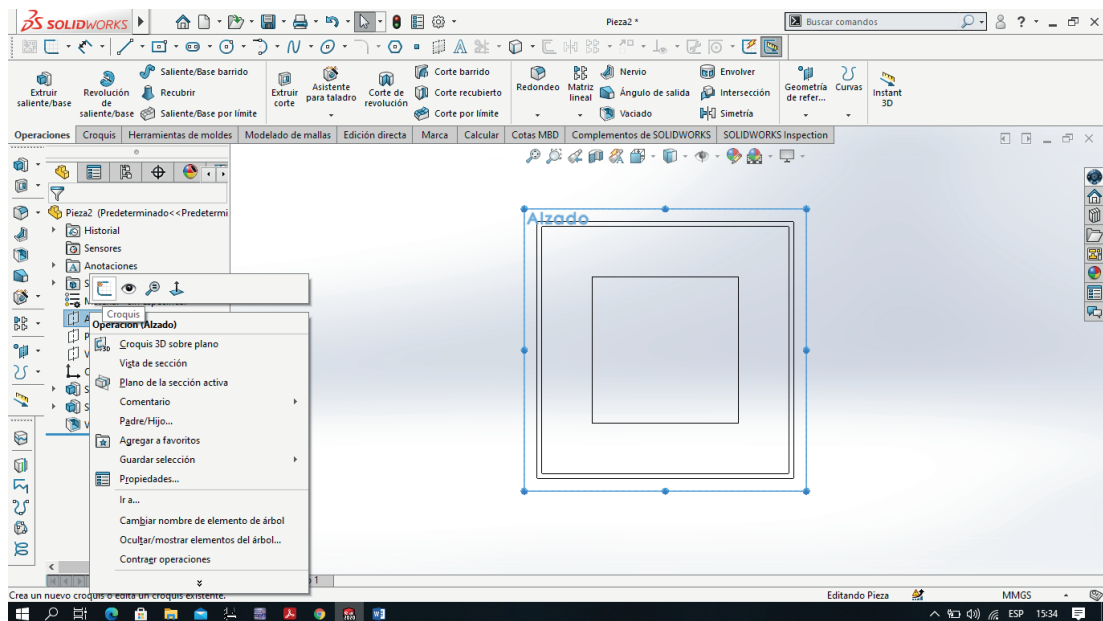 SOLIDWORKS
Pieza2 *
Buscar comandos
?
Extruir saliente/base
Revolución de saliente/base
Saliente/Base barrido
Recubrir
Saliente/Base por límite
Extruir corte
Asistente para taladro
Corte de revolución
Corte barrido
Corte recubierto
Corte por límite
Redondeo
Matriz lineal
Nervio
Ángulo de salida
Vaciado
Envolver
Intersección
Simetría
Geometría de refer...
Curvas
Instant 3D
Operaciones Croquis Herramientas de moldes Modelado de mallas Edición directa Marca Calcular Cotas MBD Complementos de SOLIDWORKS SOLIDWORKS Inspection
Pieza2 (Predeterminado<<Predetermi
Historial
Sensores
Anotaciones
Croquis
Operación (Alzado)
Croquis 3D sobre plano
Vista de sección
Plano de la sección activa
Comentario
Padre/Hijo...
Agregar a favoritos
Guardar selección
Propiedades...
Ir a...
Cambiar nombre de elemento de árbol
Ocultar/mostrar elementos del árbol...
Contraer operaciones
Alzado
Crea un nuevo croquis o edita un croquis existente.
Editando Pieza
MMGS
ESP 15:34